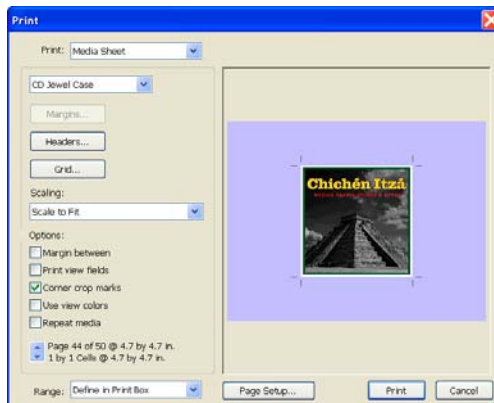 Print
Print: Media Sheet
CD Jewel Case
Margins...
Headers...
Grid...
Scaling:
Scale to Fit
Options:
Margin between
Print view fields
Corner crop marks
Use view colors
Repeat media
Page 44 of 50 @ 4.7 by 4.7 in.
1 by 1 Cells @ 4.7 by 4.7 in.
Chichén Itzá
Range: Define in Print Box
Page Setup...
Print
Cancel